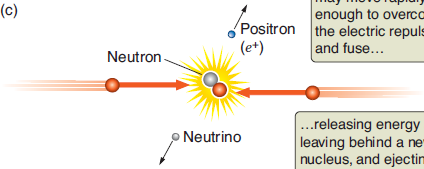 (c)
may move rapidly
enough to overco
the electric repuls
and fuse…
Positron
(e+)
Neutron
Neutrino
…releasing energy
leaving behind a ne
nucleus, and ejectin